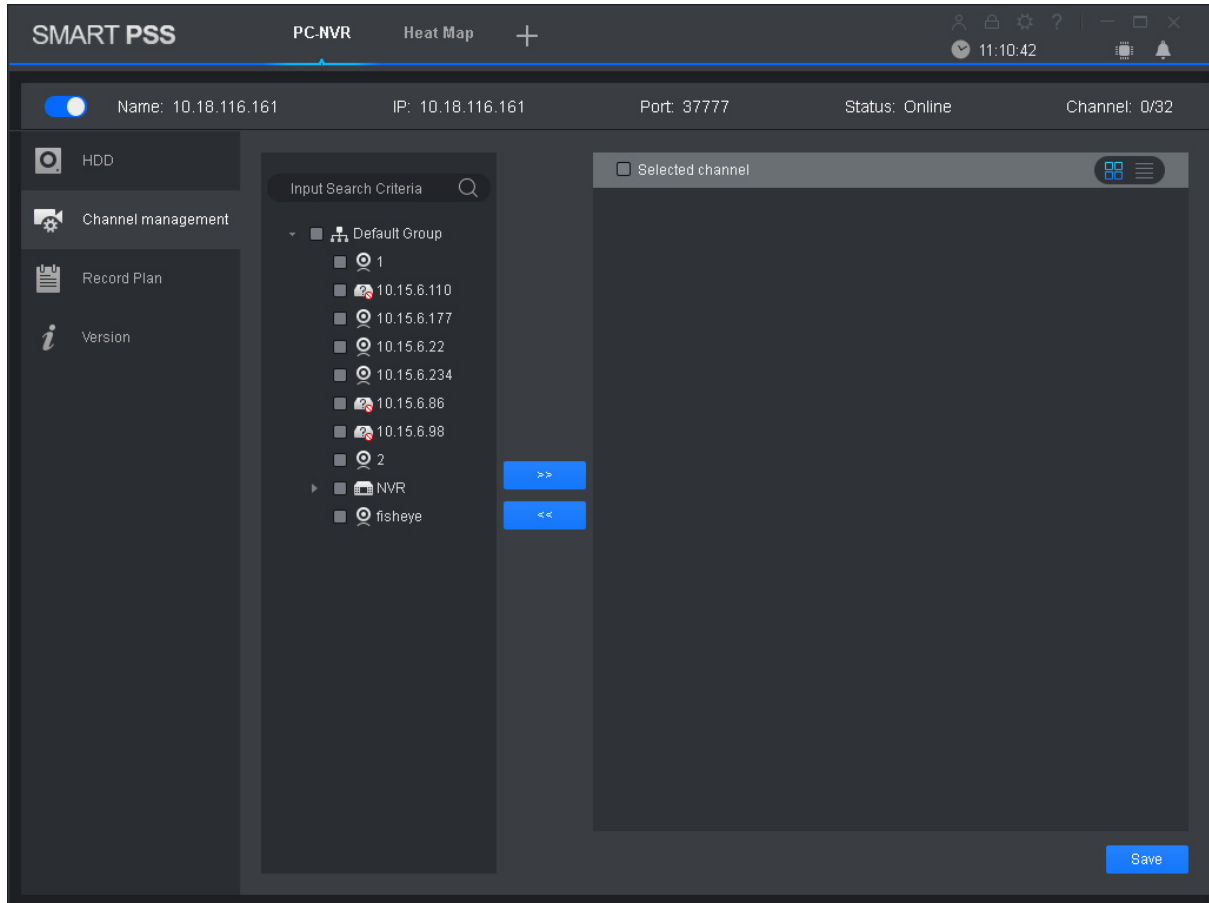 SMART PSS PC-NVR Heat Map ?
11:10:42
Name: 10.18.116.161 IP: 10.18.116.161 Port: 37777 Status: Online Channel: 0/32
HDD
Channel management
Record Plan
Version
Input Search Criteria
Default Group
1
10.15.6.110
10.15.6.177
10.15.6.22
10.15.6.234
10.15.6.86
10.15.6.98
2
NVR
fisheye
>>
<<
Selected channel
Save